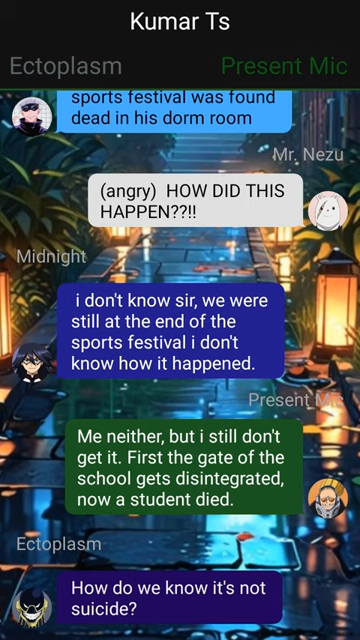 Kumar Ts
Ectoplasm
Present Mic
sports festival was found
dead in his dorm room
Mr. Nezu
(angry) HOW DID THIS
HAPPEN??!!
Midnight
i don't know sir, we were
still at the end of the
sports festival i don't
know how it happened.
Present Mic
Me neither, but i still don't
get it. First the gate of the
school gets disintegrated,
now a student died.
Ectoplasm
How do we know it's not
suicide?